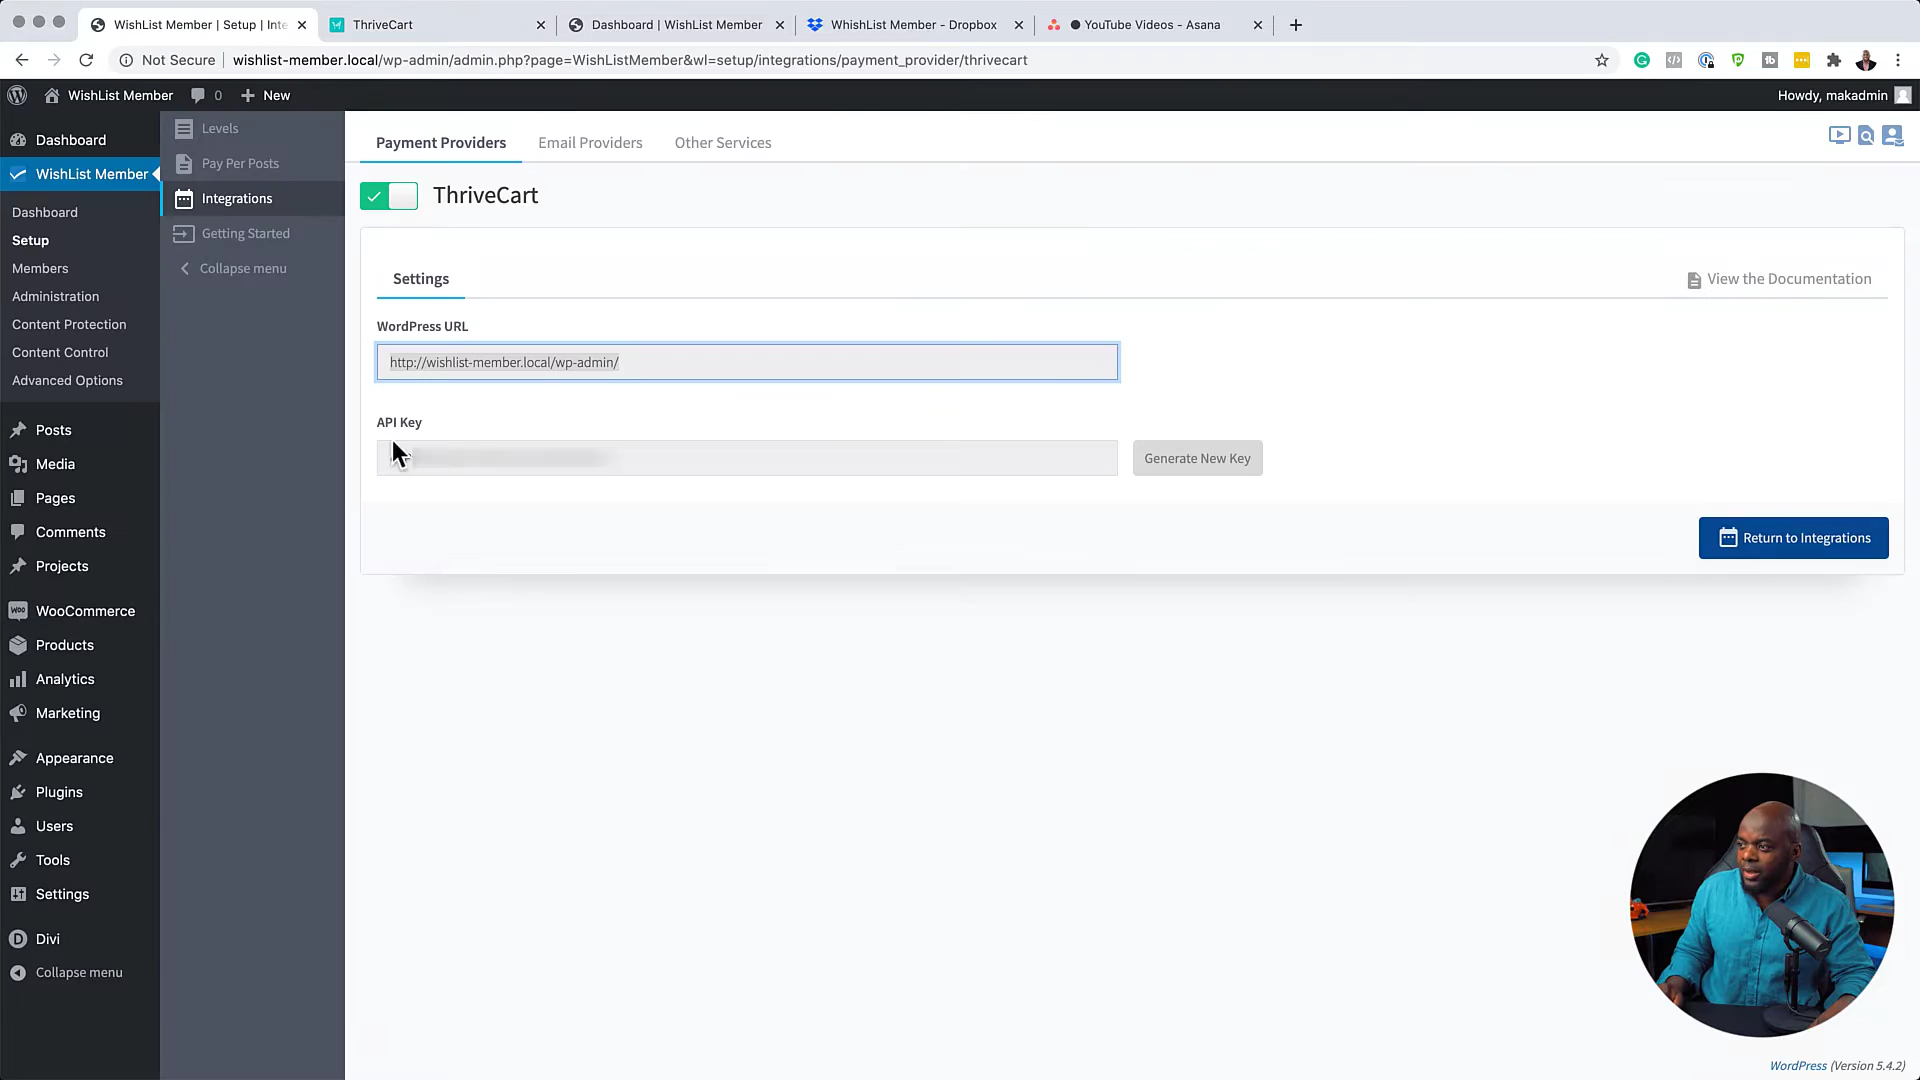 WishList Member | Setup | Inte
ThriveCart
Dashboard | WishList Member
WhishList Member - Dropbox
● YouTube Videos - Asana
Not Secure
wishlist-member.local/wp-admin/admin.php?page=WishListMember&wl=setup/integrations/payment_provider/thrivecart
WishList Member
0
New
Howdy, makadmin
Dashboard
WishList Member
Dashboard
Setup
Members
Administration
Content Protection
Content Control
Advanced Options
Posts
Media
Pages
Comments
Projects
WooCommerce
Products
Analytics
Marketing
Appearance
Plugins
Users
Tools
Settings
Divi
Collapse menu
Levels
Pay Per Posts
Integrations
Getting Started
Collapse menu
Payment Providers
Email Providers
Other Services
ThriveCart
Settings
View the Documentation
WordPress URL
http://wishlist-member.local/wp-admin/
API Key
Generate New Key
Return to Integrations
WordPress (Version 5.4.2)